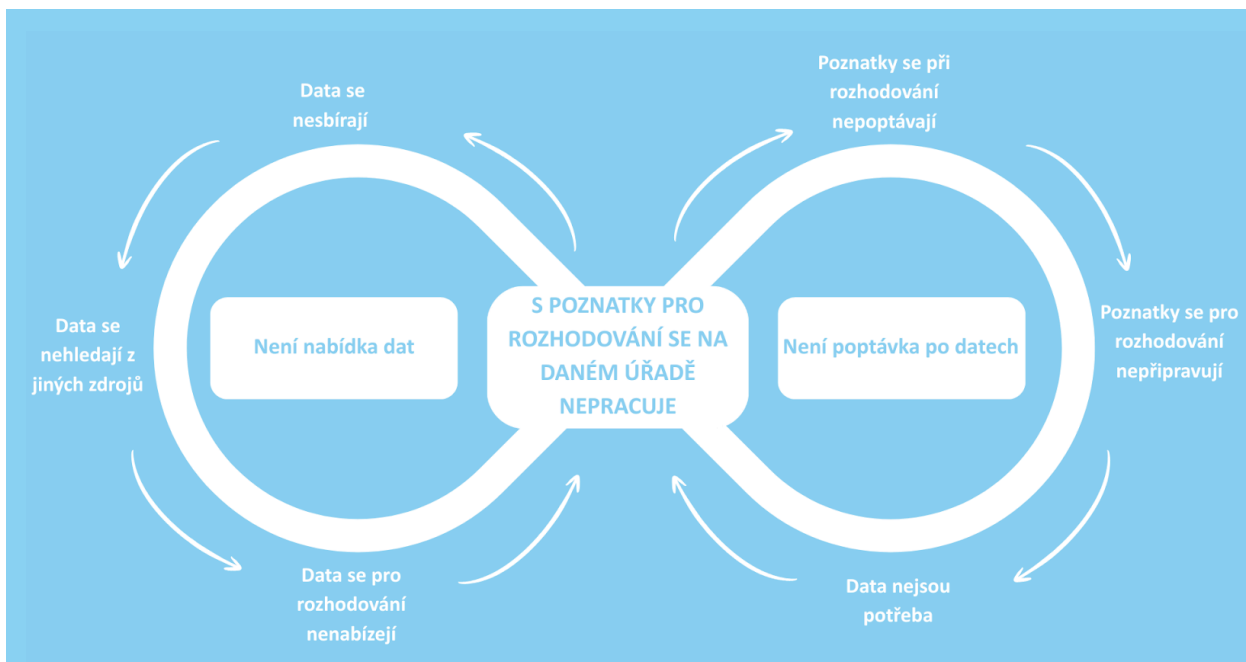 Data se
nesbírají
Poznatky se při
rozhodování
nepoptávají
Data se
nehledají z
jiných zdrojů
Není nabídka dat
S POZNATKY PRO
ROZHODOVÁNÍ SE NA
DANÉM ÚŘADĚ
NEPRACUJE
Není poptávka po datech
Poznatky se pro
rozhodování
nepřipravují
Data se pro
rozhodování
nenabízejí
Data nejsou
potřeba